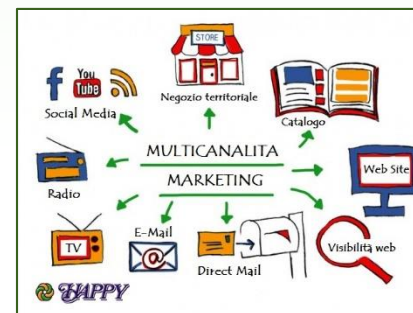 STORE
f
You
Tube
Social Media
Negozio territoriale
Catalogo
MULTICANALITA
MARKETING
Radio
Web Site
TV
E-Mail
@
Direct Mail
Visibilità web
HAPPY